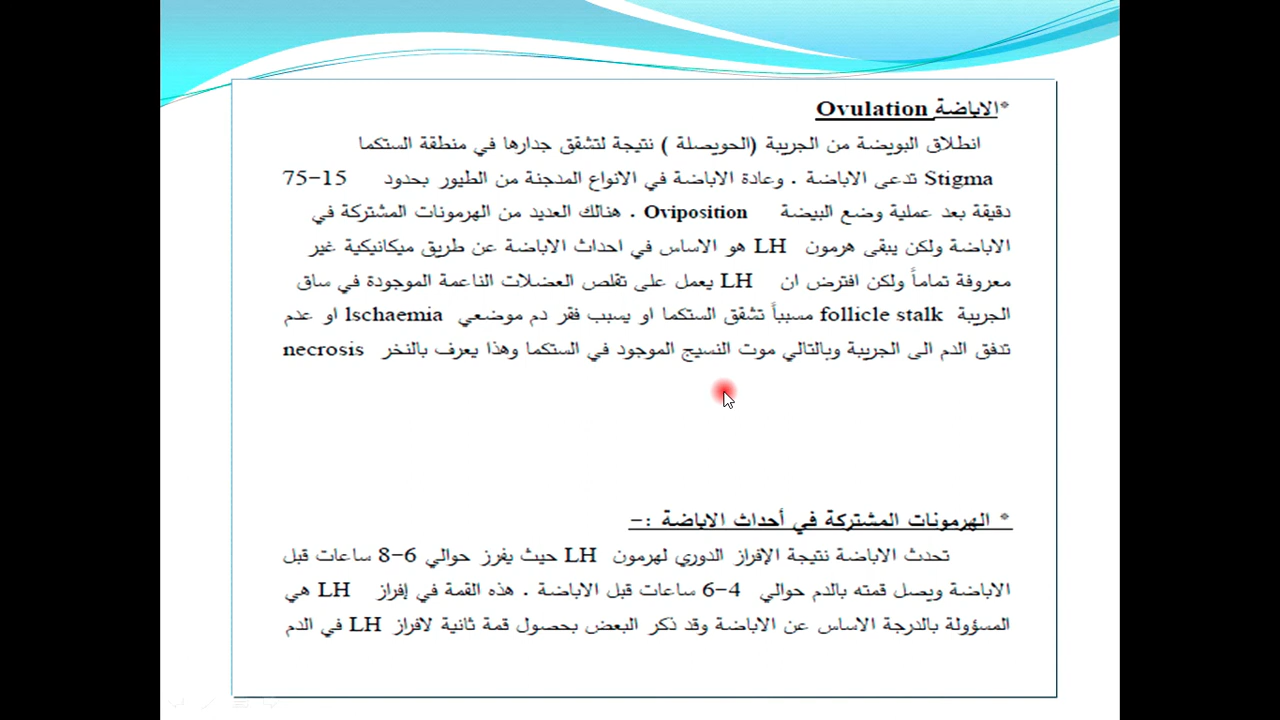 *الاباضة Ovulation
انطلاق البويضة من الجريبة (الحويصلة ) نتيجة لتشقق جدارها في منطقة الستكما
Stigma تدعى الاباضة . وعادة الاباضة في الانواع المدجنة من الطيور بحدود 15-75
دقيقة بعد عملية وضع البيضة Oviposition . هنالك العديد من الهرمونات المشتركة في
الاباضة ولكن يبقى هرمون LH هو الاساس في احداث الاباضة عن طريق ميكانيكية غير
معروفة تماماً ولكن افترض ان LH يعمل على تقلص العضلات الناعمة الموجودة في ساق
الجريبة follicle stalk مسبباً تشقق الستكما او يسبب فقر دم موضعي Ischaemia او عدم
تدفق الدم الى الجريبة وبالتالي موت النسيج الموجود في الستكما وهذا يعرف بالنخر necrosis
* الهرمونات المشتركة في أحداث الاباضة :-
تحدث الاباضة نتيجة الإفراز الدوري لهرمون LH حيث يفرز حوالي 6-8 ساعات قبل
الاباضة ويصل قمته بالدم حوالي 4-6 ساعات قبل الاباضة . هذه القمة في إفراز LH هي
المسؤولة بالدرجة الاساس عن الاباضة وقد ذكر البعض بحصول قمة ثانية لافراز LH في الدم